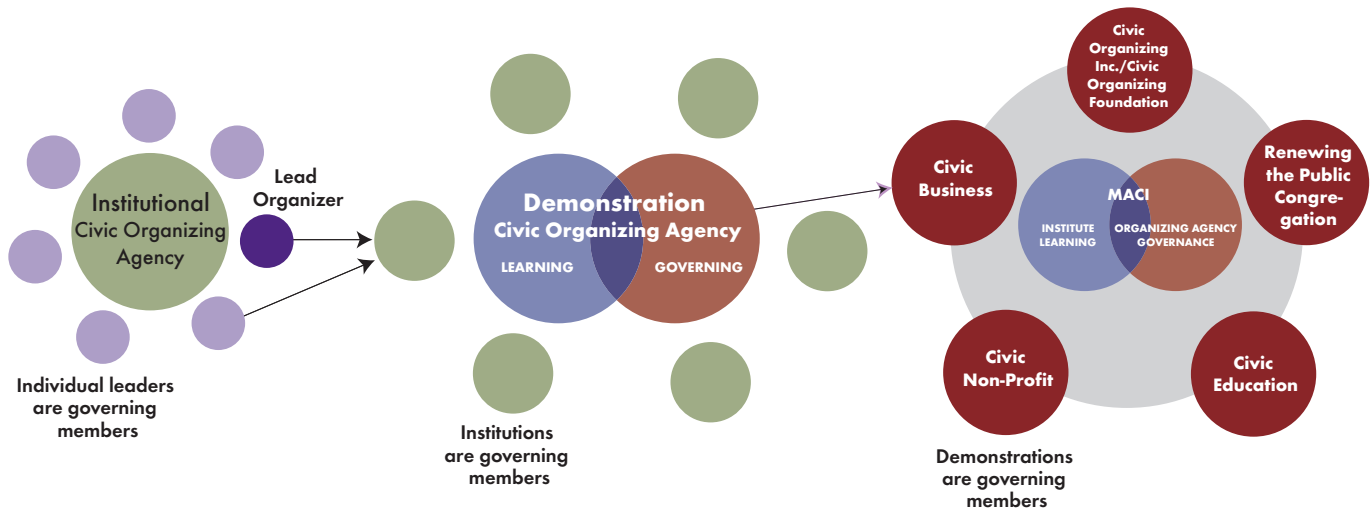 Institutional
Civic Organizing
Agency
Lead
Organizer
Individual leaders
are governing
members
Demonstration
Civic Organizing Agency
LEARNING
GOVERNING
Institutions
are governing
members
Civic
Organizing
Inc./Civic
Organizing
Foundation
Civic
Business
Renewing
the Public
Congre-
gation
MACI
INSTITUTE
LEARNING
ORGANIZING AGENCY
GOVERNANCE
Civic
Non-Profit
Civic
Education
Demonstrations
are governing
members